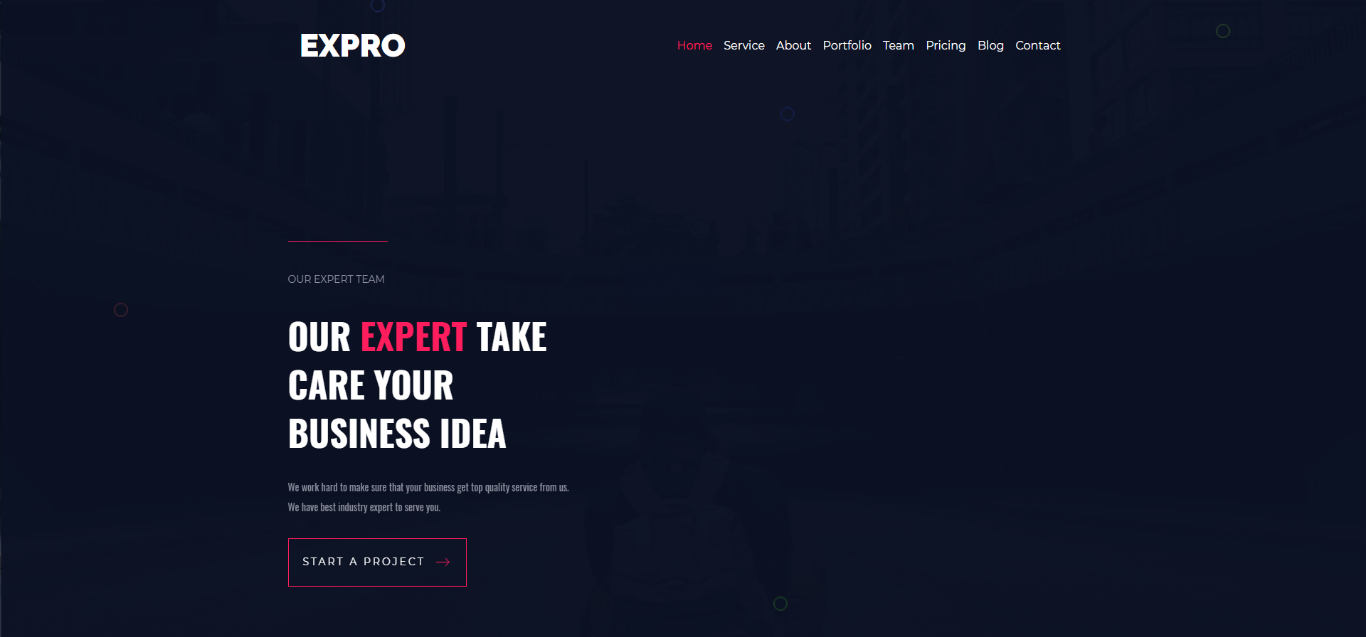 EXPRO
Home Service About Portfolio Team Pricing Blog Contact
OUR EXPERT TEAM
OUR EXPERT TAKE
CARE YOUR
BUSINESS IDEA
We work hard to make sure that your business get top quality service from us.
We have best industry expert to serve you.
START A PROJECT